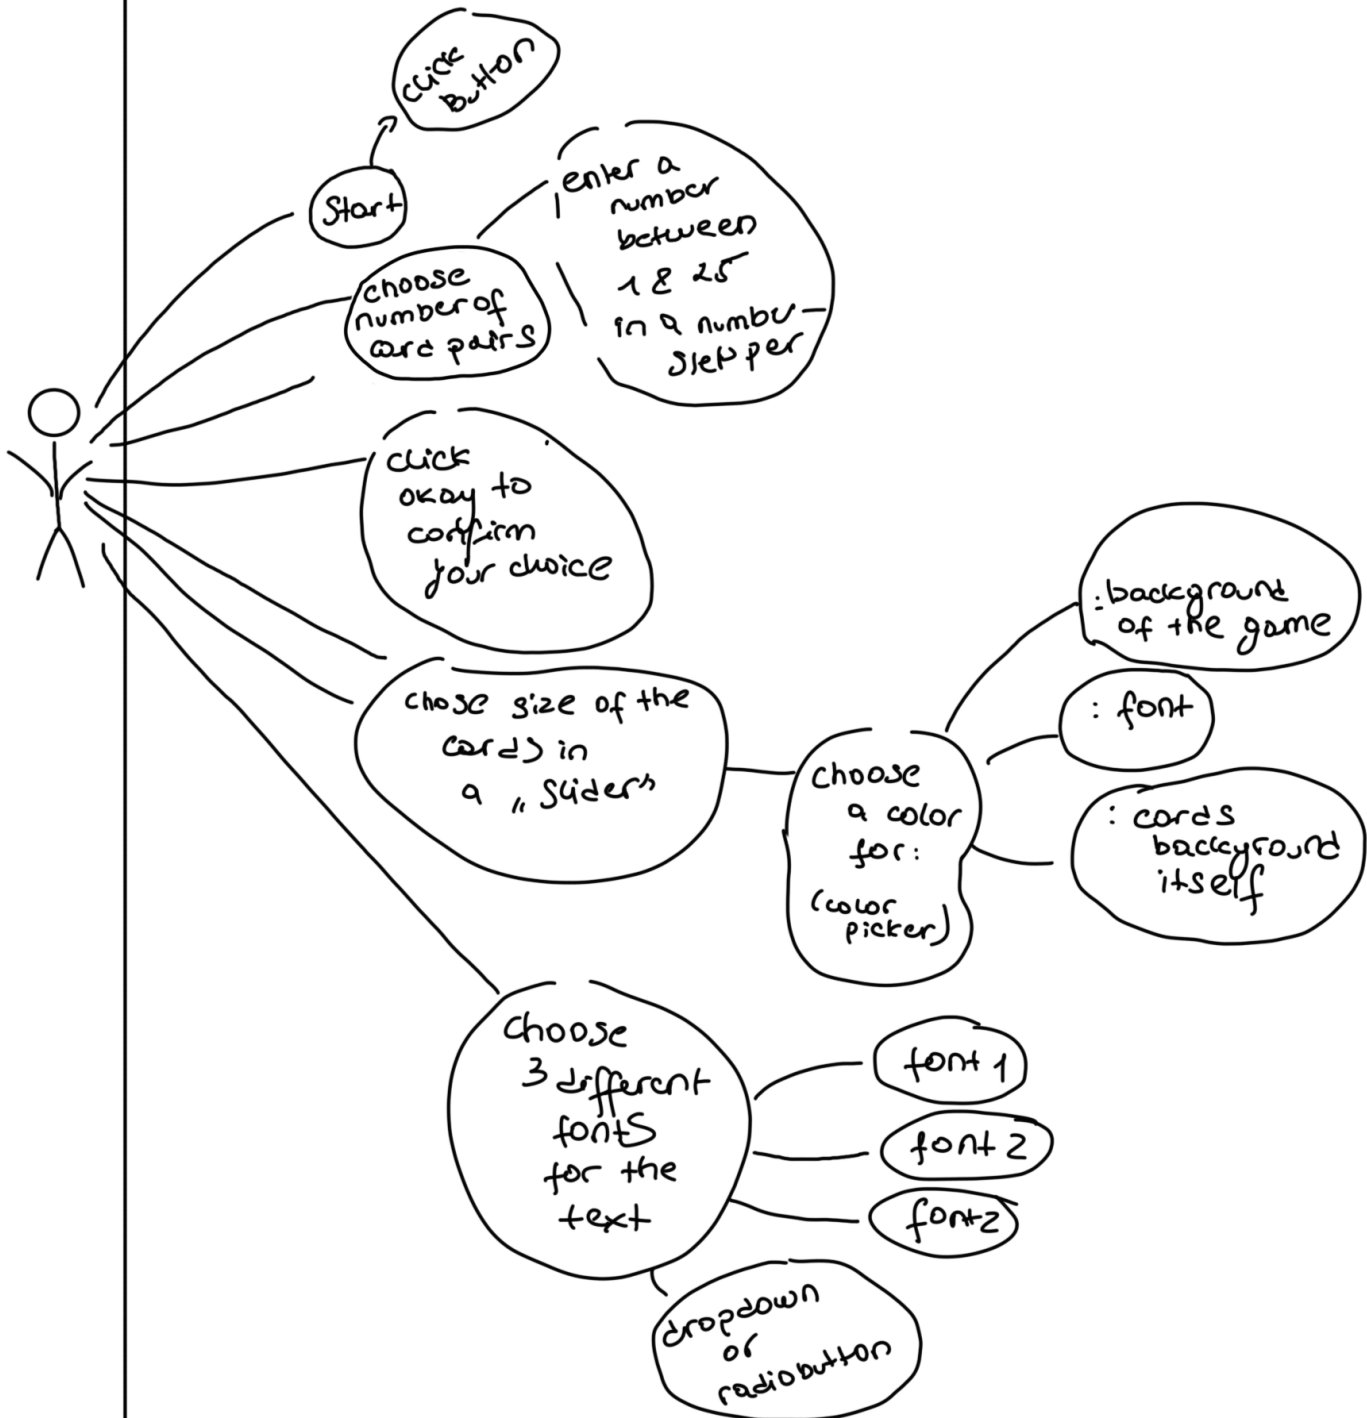 click
Button
Start
enter a
number
between
1 & 25
in a number-
stepper
choose
number of
card pairs
click
okay to
confirm
your choice
: background
of the game
: font
chose size of the
cards in
a „Slider"
choose
a color
for:
(color
picker)
: cards
background
itself
Choose
3 different
fonts
for the
text
font 1
font 2
font 2
dropdown
or
radiobutton